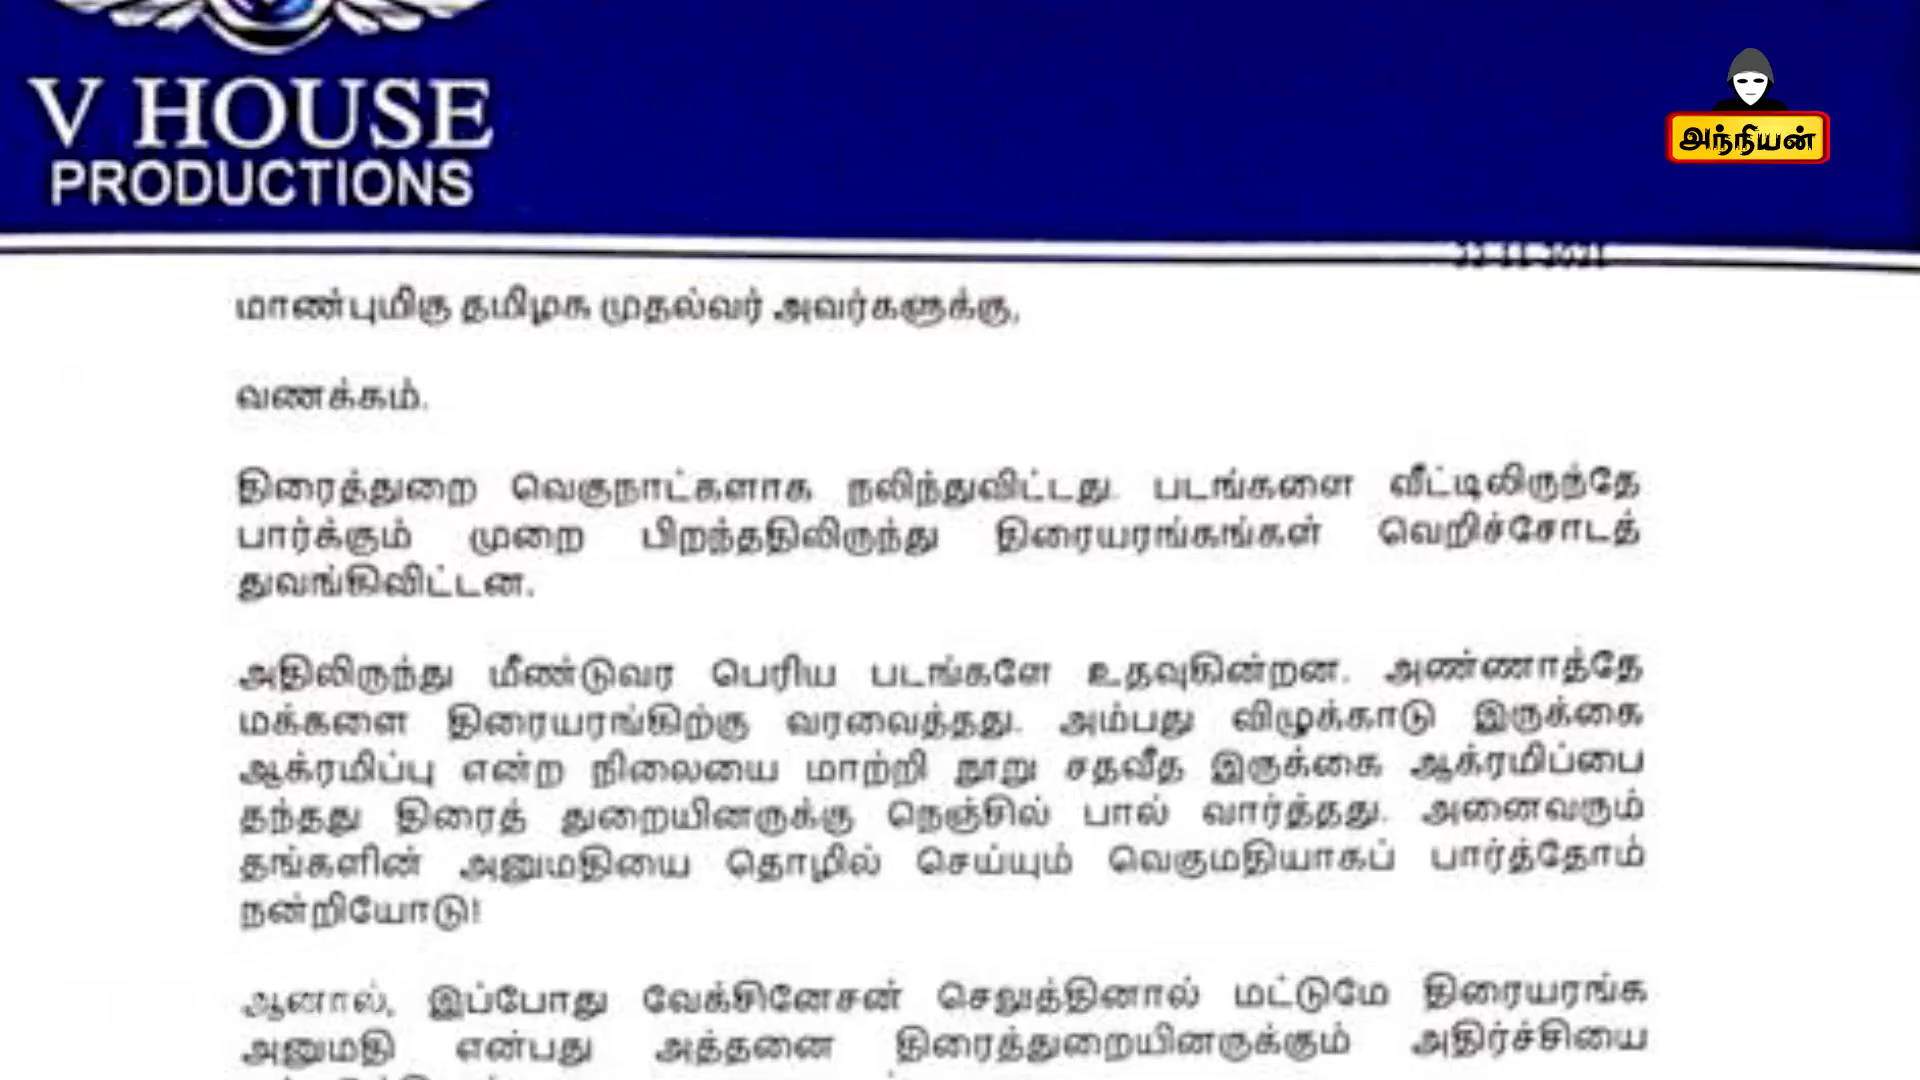 V HOUSE
PRODUCTIONS
அந்நியன்
மாண்புமிகு தமிழக முதல்வர் அவர்களுக்கு,
வணக்கம்.
திரைத்துறை வெகுநாட்களாக நலிந்துவிட்டது. படங்களை வீட்டிலிருந்தே
பார்க்கும் முறை பிறந்ததிலிருந்து திரையரங்கங்கள் வெறிச்சோடத்
துவங்கிவிட்டன.
அதிலிருந்து மீண்டுவர பெரிய படங்களே உதவுகின்றன. அண்ணாத்தே
மக்களை திரையரங்கிற்கு வரவைத்தது. அம்பது விழுக்காடு இருக்கை
ஆக்ரமிப்பு என்ற நிலையை மாற்றி நூறு சதவீத இருக்கை ஆக்ரமிப்பை
தந்தது திரைத் துறையினருக்கு நெஞ்சில் பால் வார்த்தது. அனைவரும்
தங்களின் அனுமதியை தொழில் செய்யும் வெகுமதியாகப் பார்த்தோம்
நன்றியோடு!
ஆனால், இப்போது வேக்சினேசன் செலுத்தினால் மட்டுமே திரையரங்க
அனுமதி என்பது அத்தனை திரைத்துறையினருக்கும் அதிர்ச்சியை